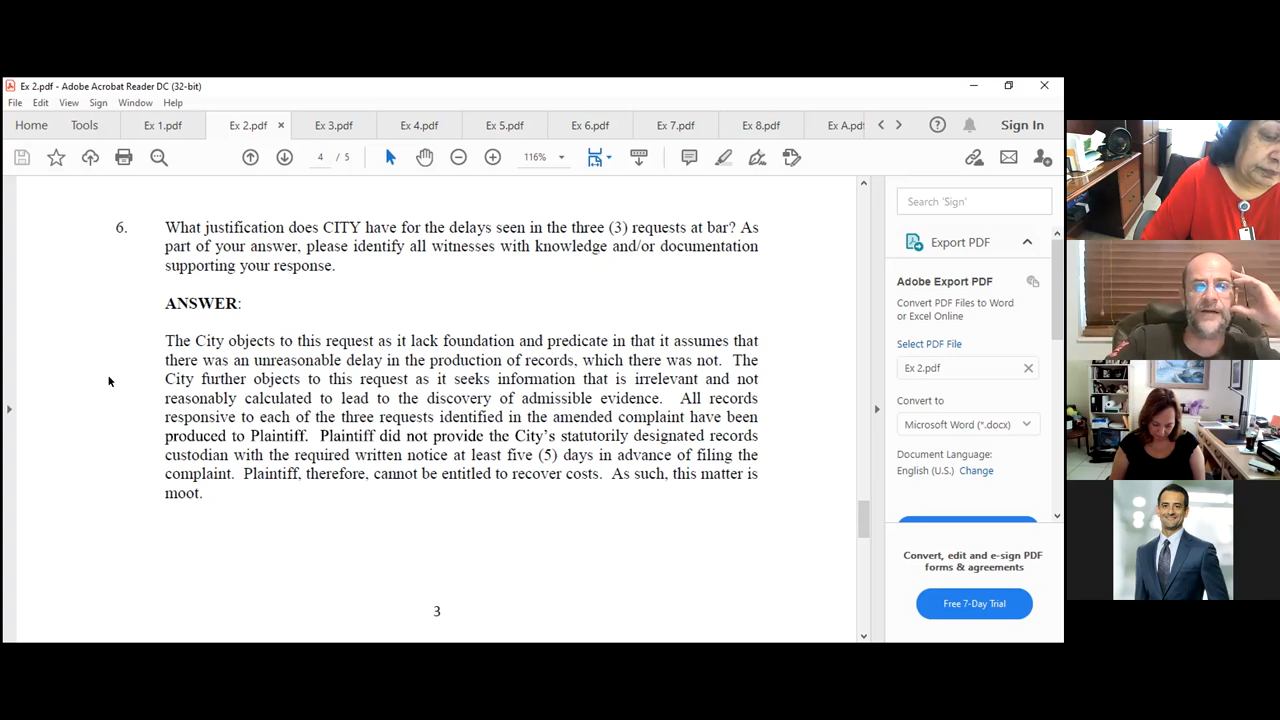 Ex 2.pdf - Adobe Acrobat Reader DC (32-bit)
File Edit View Sign Window Help
Home Tools Ex 1.pdf Ex 2.pdf Ex 3.pdf Ex 4.pdf Ex 5.pdf Ex 6.pdf Ex 7.pdf Ex 8.pdf Ex A.pd Sign In
4 / 5 116%
6. What justification does CITY have for the delays seen in the three (3) requests at bar? As
part of your answer, please identify all witnesses with knowledge and/or documentation
supporting your response.
ANSWER:
The City objects to this request as it lack foundation and predicate in that it assumes that
there was an unreasonable delay in the production of records, which there was not. The
City further objects to this request as it seeks information that is irrelevant and not
reasonably calculated to lead to the discovery of admissible evidence. All records
responsive to each of the three requests identified in the amended complaint have been
produced to Plaintiff. Plaintiff did not provide the City's statutorily designated records
custodian with the required written notice at least five (5) days in advance of filing the
complaint. Plaintiff, therefore, cannot be entitled to recover costs. As such, this matter is
moot.
3
Search 'Sign'
Export PDF
Adobe Export PDF
Convert PDF Files to Word
or Excel Online
Select PDF File
Ex 2.pdf
Convert to
Microsoft Word (*.docx)
Document Language:
English (U.S.) Change
Convert, edit and e-sign PDF
forms & agreements
Free 7-Day Trial